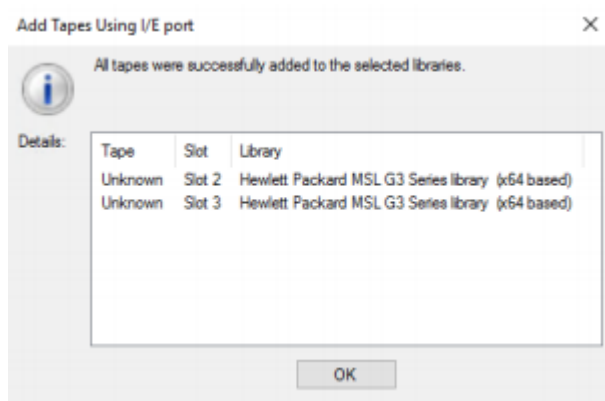 Add Tapes Using I/E port
All tapes were successfully added to the selected libraries.
Details:
Tape Slot Library
Unknown Slot 2 Hewlett Packard MSL G3 Series library (x64 based)
Unknown Slot 3 Hewlett Packard MSL G3 Series library (x64 based)
OK